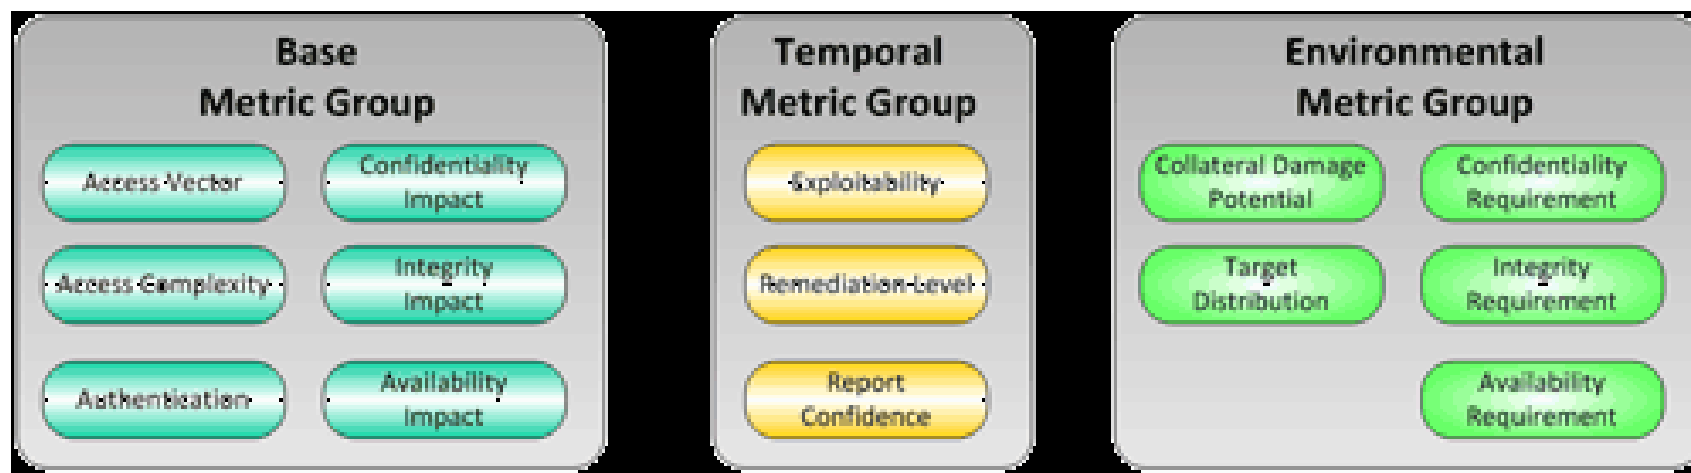 Base
Metric Group
Access Vector
Confidentiality
Impact
Access Complexity
Integrity
Impact
Authentication
Availability
Impact
Temporal
Metric Group
Exploitability
Remediation Level
Report
Confidence
Environmental
Metric Group
Collateral Damage
Potential
Confidentiality
Requirement
Target
Distribution
Integrity
Requirement
Availability
Requirement